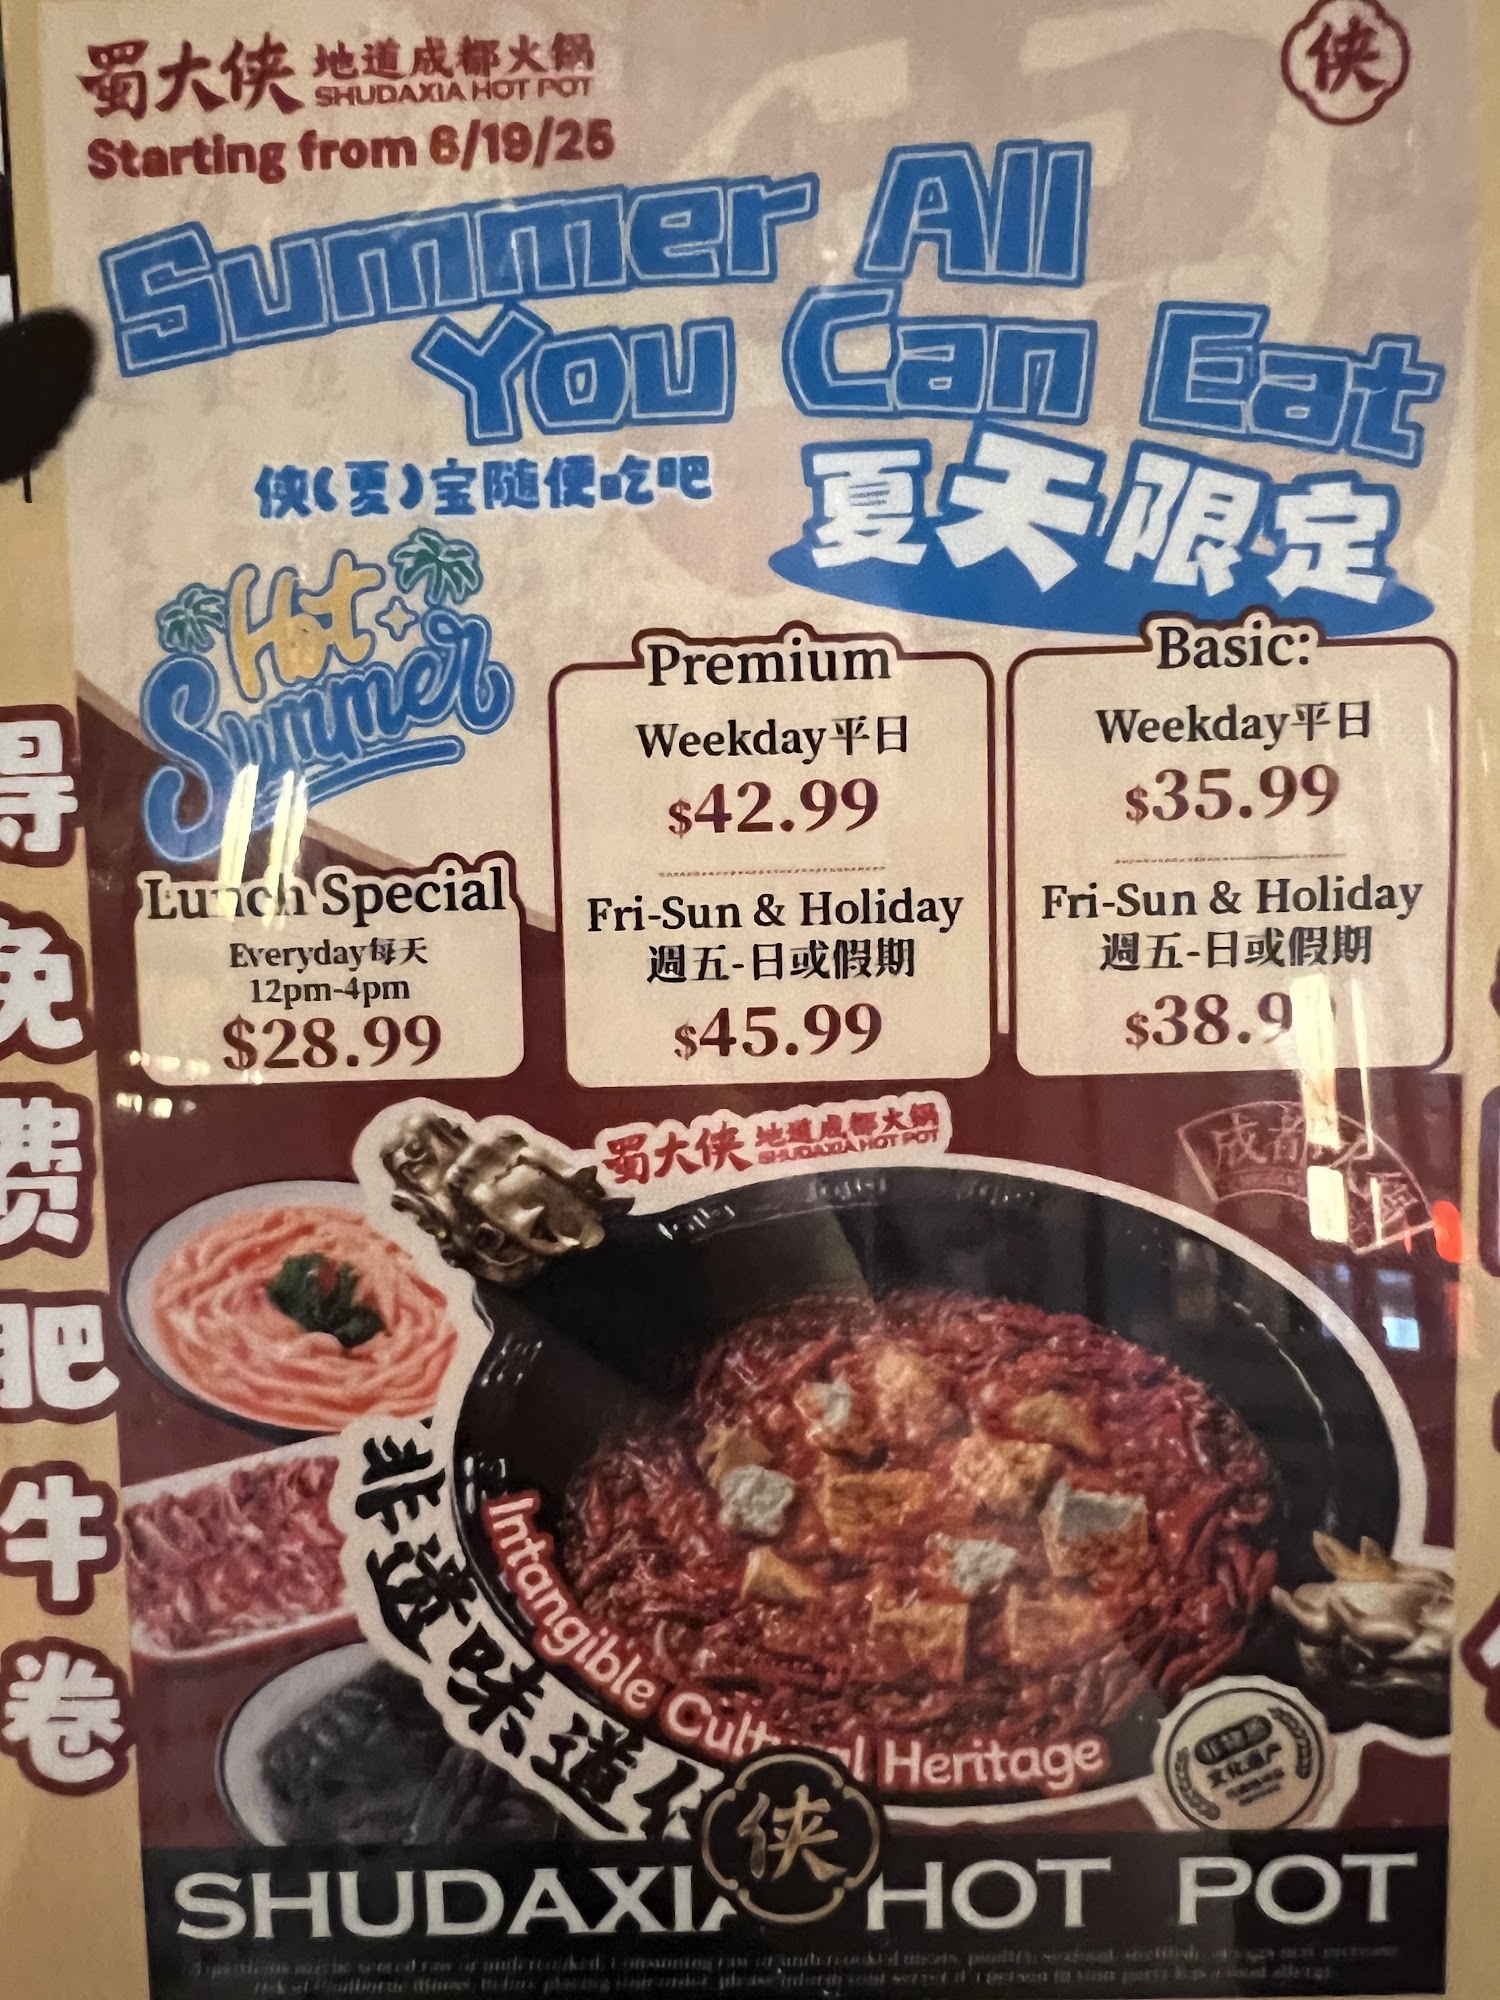 蜀大侠 地道成都火锅
SHUDAXIA HOT POT
侠
Starting from 6/19/25
Summer All
You Can Eat
侠(夏)宝随便吃吧
夏天限定
Hot
Summer
Lunch Special
Everyday每天
12pm-4pm
$28.99
Premium
Weekday平日
$42.99
Fri-Sun & Holiday
週五-日或假期
$45.99
Basic:
Weekday平日
$35.99
Fri-Sun & Holiday
週五-日或假期
$38.9
得
免
费
肥
牛
卷
蜀大侠 地道成都火锅
SHUDAXIA HOT POT
成都
非遗味道
Intangible Cultural Heritage
侠
SHUDAXIA HOT POT